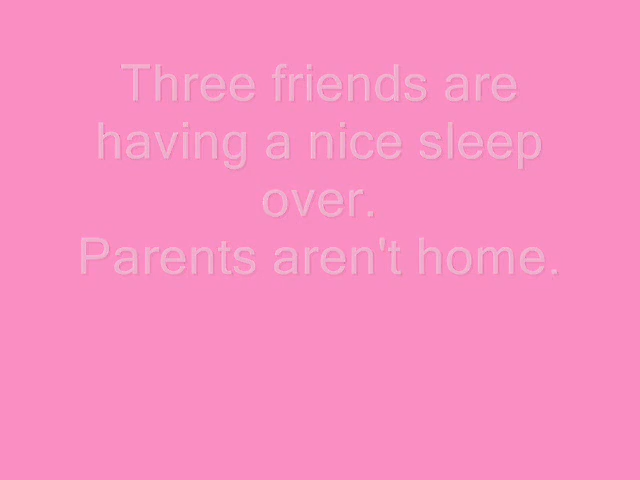 Three friends are
having a nice sleep
over.
Parents aren't home.